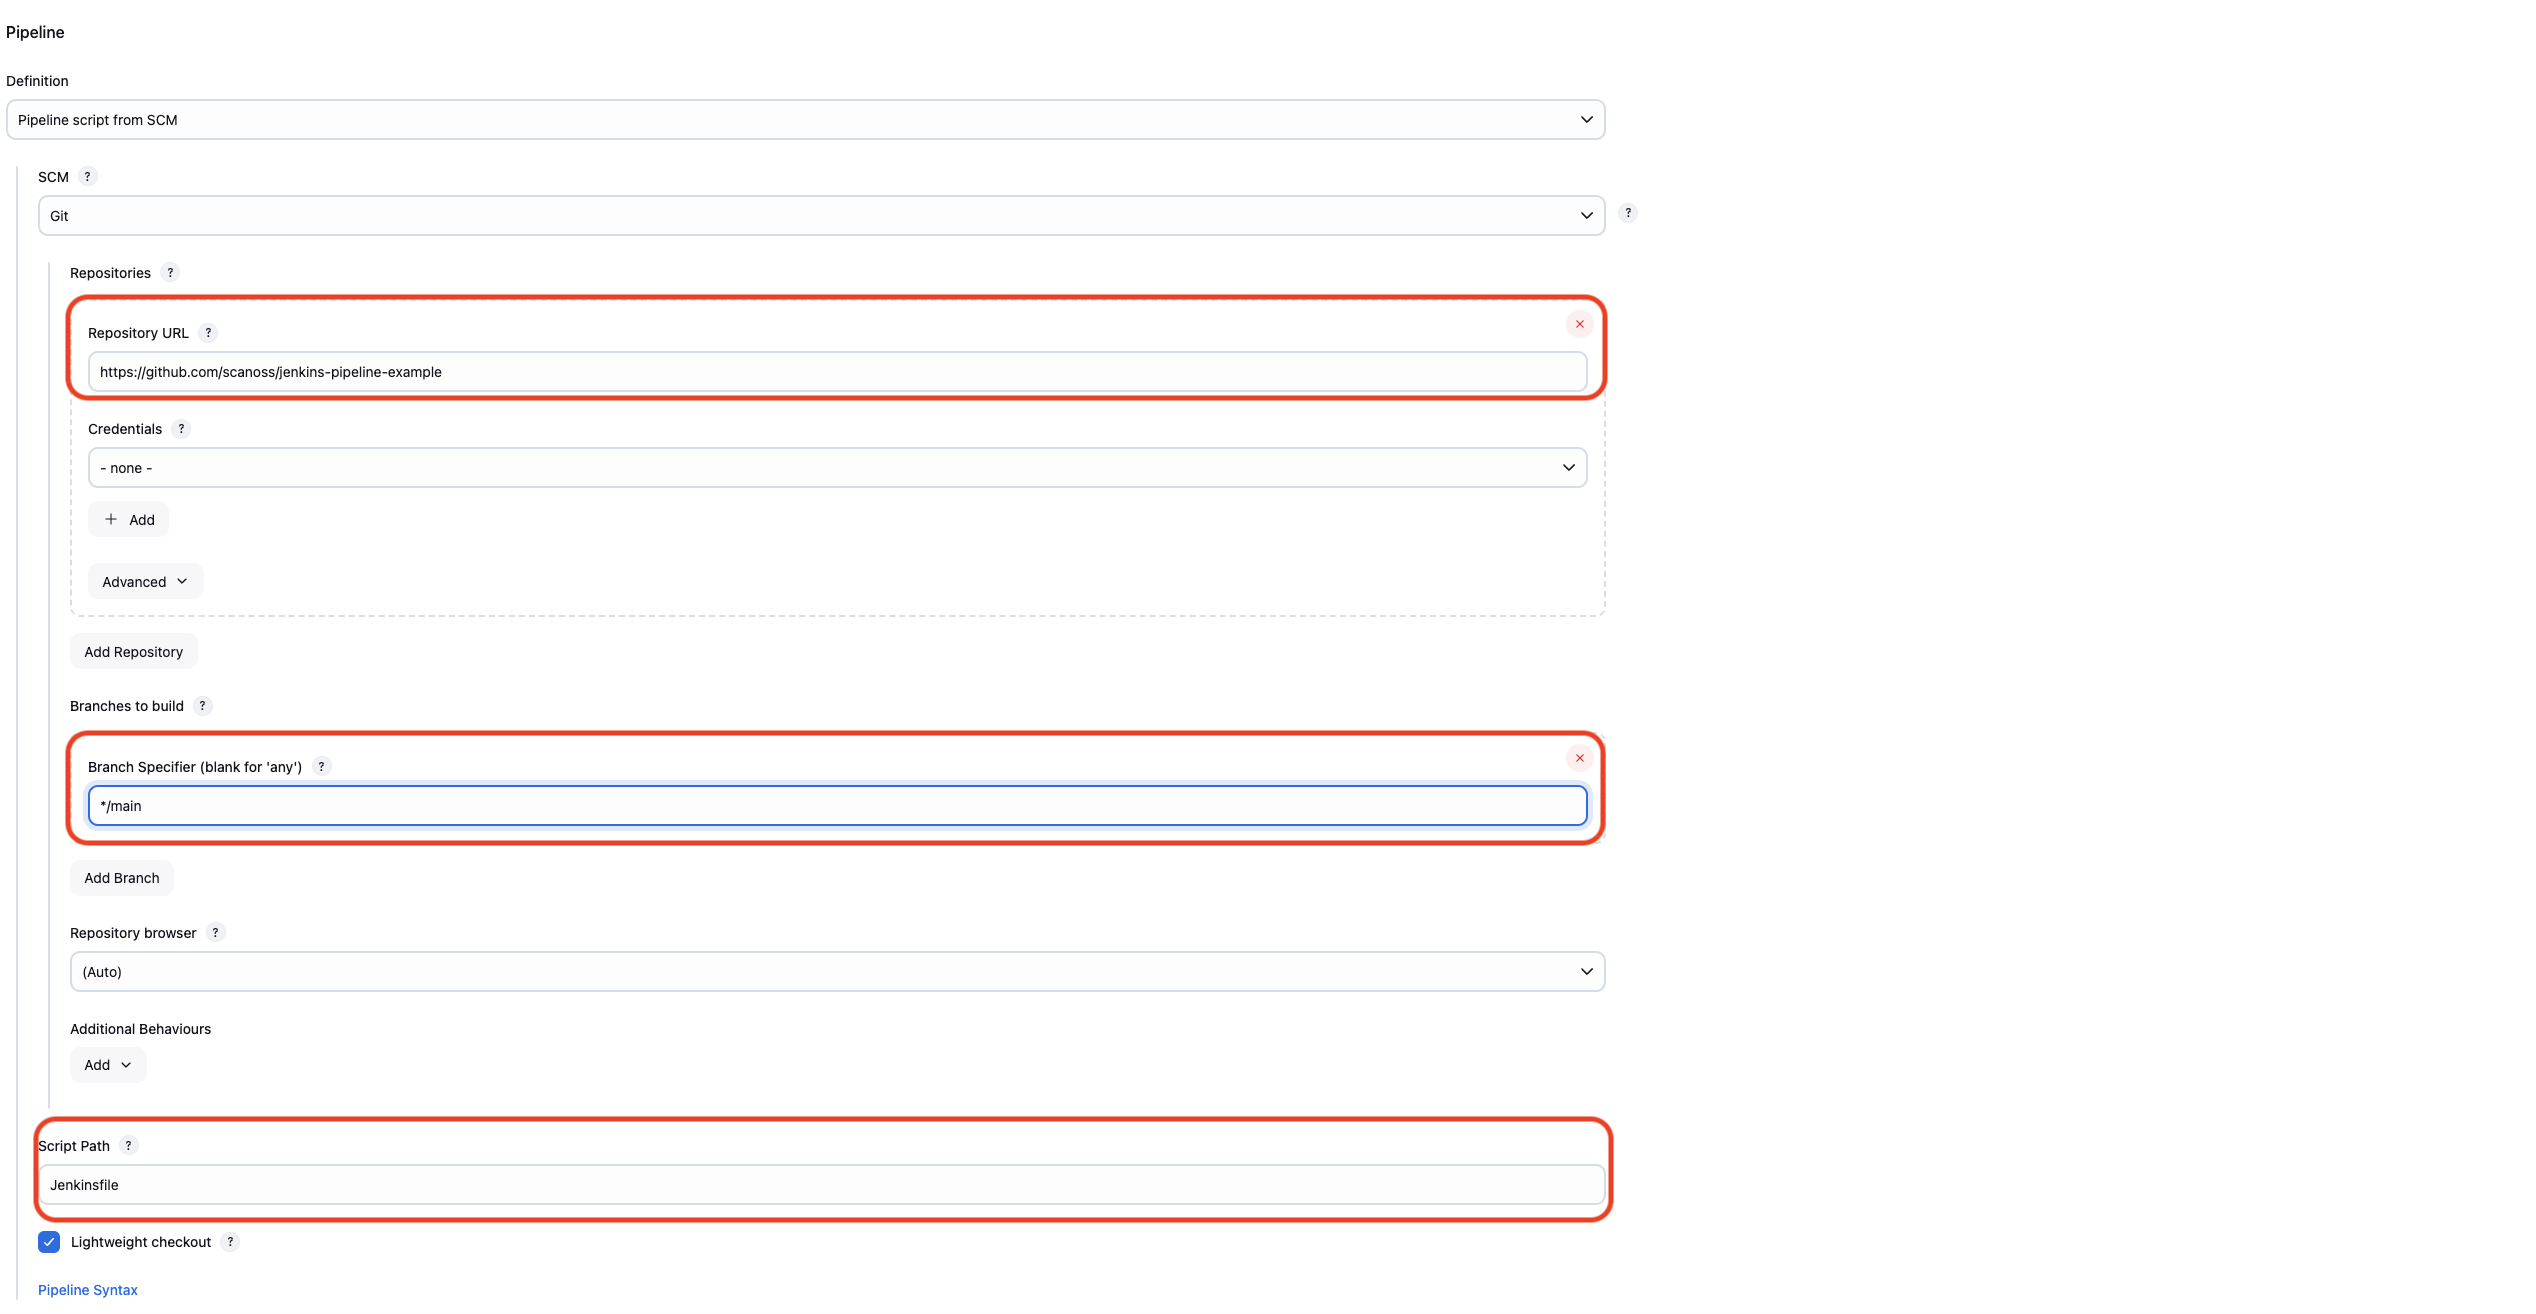 Pipeline
Definition
Pipeline script from SCM
SCM ?
Git
?
Repositories ?
Repository URL ?
https://github.com/scanoss/jenkins-pipeline-example
Credentials ?
- none -
+ Add
Advanced
Add Repository
Branches to build ?
Branch Specifier (blank for 'any') ?
*/main
Add Branch
Repository browser ?
(Auto)
Additional Behaviours
Add
Script Path ?
Jenkinsfile
Lightweight checkout ?
Pipeline Syntax